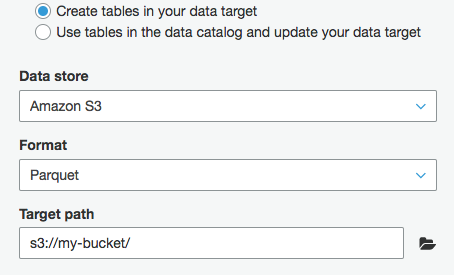 Create tables in your data target
Use tables in the data catalog and update your data target
Data store
Amazon S3
Format
Parquet
Target path
s3://my-bucket/